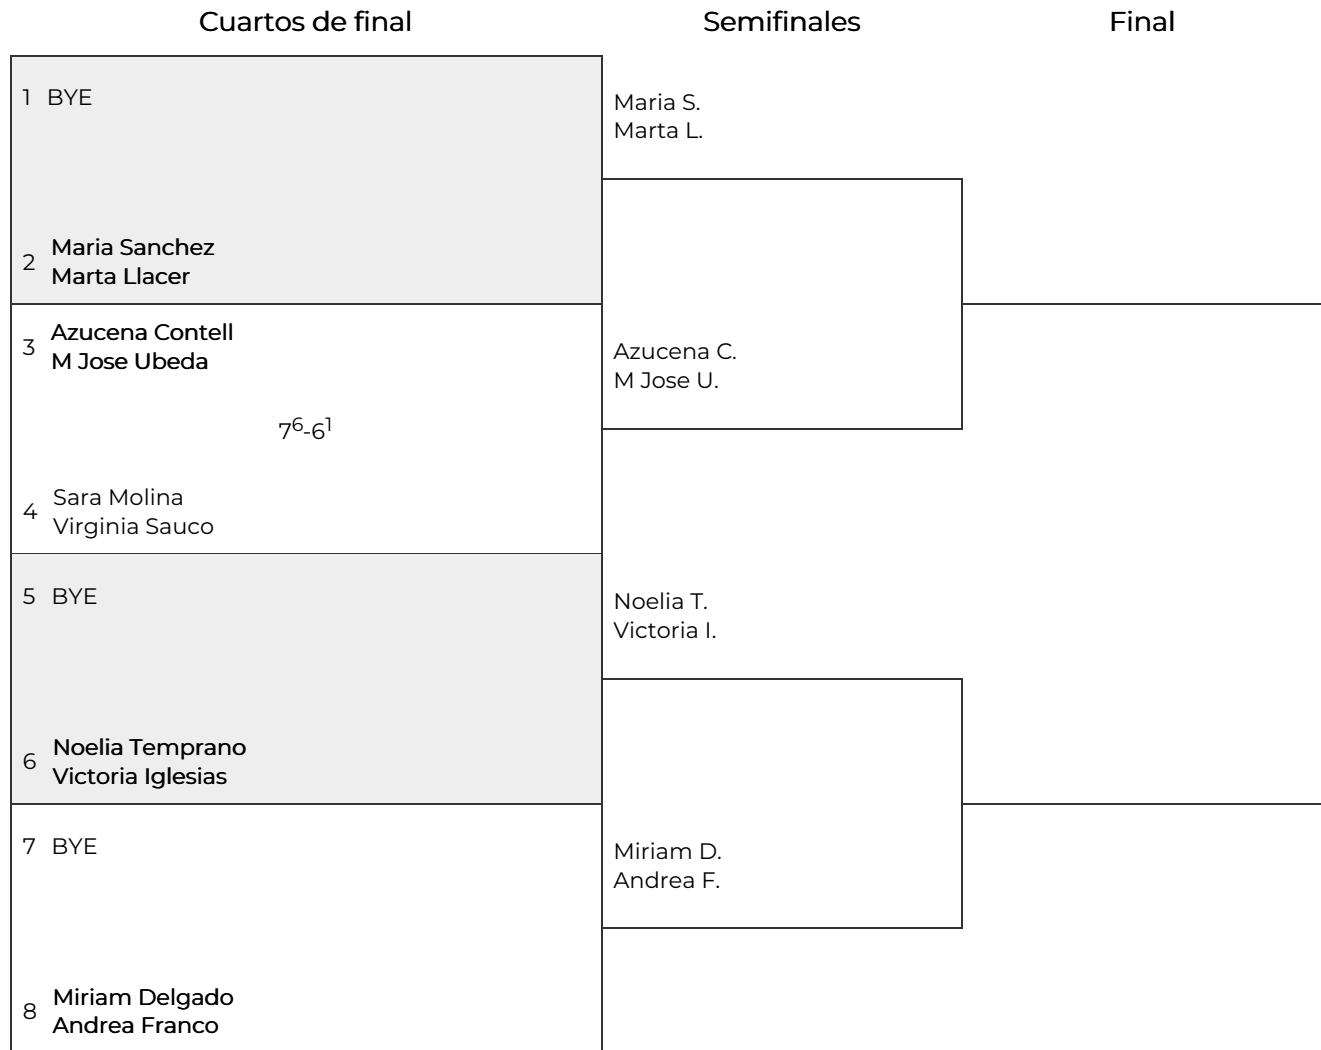 Cuartos de final
Semifinales
Final
1 BYE
2 Maria Sanchez
Marta Llacer
3 Azucena Contell
M Jose Ubeda
7⁶-6¹
4 Sara Molina
Virginia Sauco
5 BYE
6 Noelia Temprano
Victoria Iglesias
7 BYE
8 Miriam Delgado
Andrea Franco
Maria S.
Marta L.
Azucena C.
M Jose U.
Noelia T.
Victoria I.
Miriam D.
Andrea F.